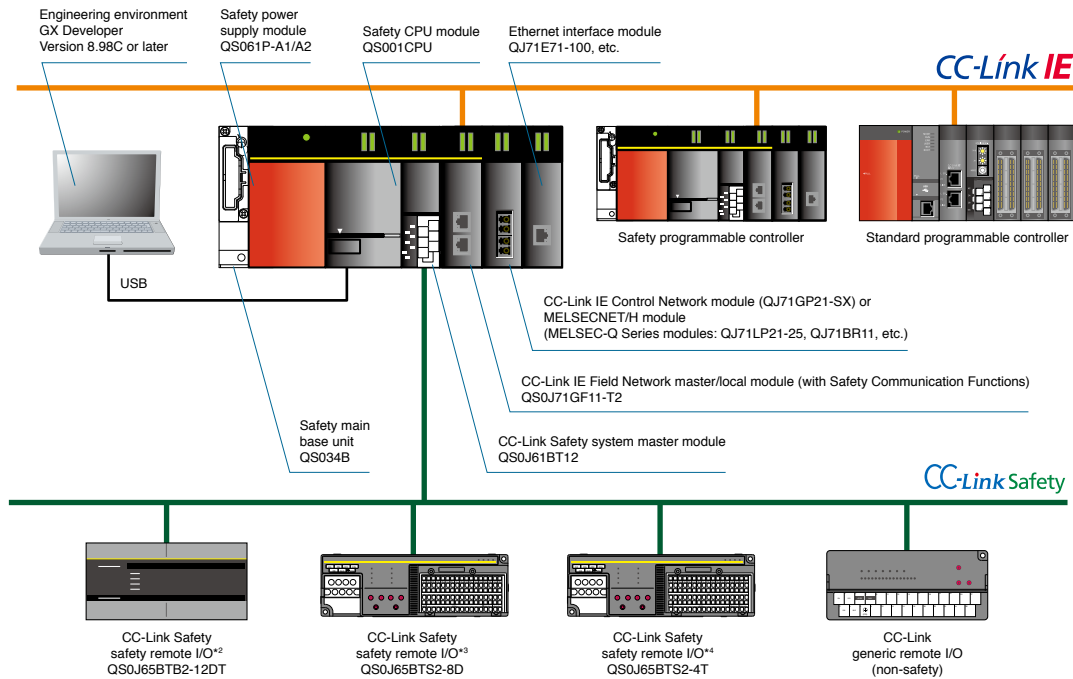 Engineering environment
GX Developer
Version 8.98C or later
Safety power
supply module
QS061P-A1/A2
Safety CPU module
QS001CPU
Ethernet interface module
QJ71E71-100, etc.
CC-Link IE
Safety programmable controller
Standard programmable controller
USB
CC-Link IE Control Network module (QJ71GP21-SX) or
MELSECNET/H module
(MELSEC-Q Series modules: QJ71LP21-25, QJ71BR11, etc.)
CC-Link IE Field Network master/local module (with Safety Communication Functions)
QS0J71GF11-T2
Safety main
base unit
QS034B
CC-Link Safety system master module
QS0J61BT12
CC-Link Safety
CC-Link Safety
safety remote I/O*2
QS0J65BTB2-12DT
CC-Link Safety
safety remote I/O*3
QS0J65BTS2-8D
CC-Link Safety
safety remote I/O*4
QS0J65BTS2-4T
CC-Link
generic remote I/O
(non-safety)